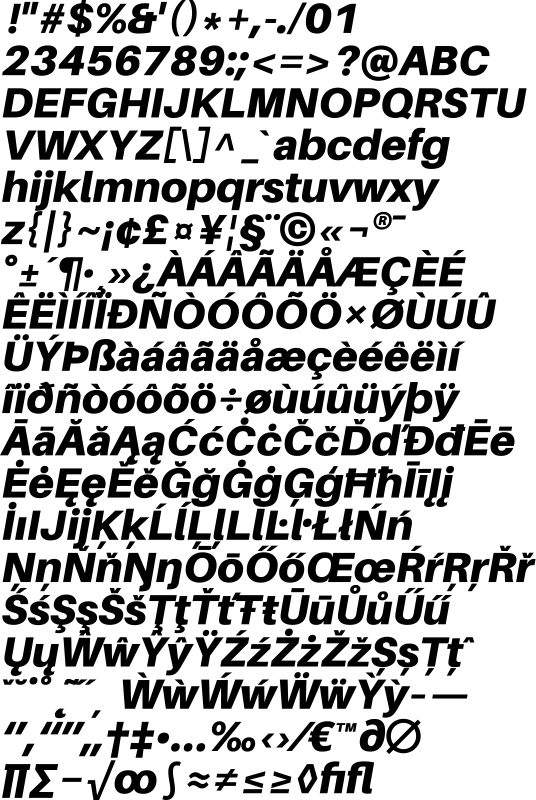 !"#$%&'()*+,-./01
23456789:;<=>?@ABC
DEFGHIJKLMNOPQRSTU
VWXYZ[\]^_`abcdefg
hijklmnopqrstuvwxy
z{|}~¡¢£¤¥¦§¨©«¬®¯
°±´¶·¸»¿ÀÁÂÃÄÅÆÇÈÉ
ÊËÌÍÎÏÐÑÒÓÔÕÖ×ØÙÚÛ
ÜÝÞßàáâãäåæçèéêëìí
îïðñòóôõö÷øùúûüýþÿ
ĀāĂăĄąĆćĊċČčĎďĐđĒē
ĖėĘęĚěĞğĠġĢģĦħĪīĮį
İıĲĳĶķĹĺĻļĽľĿŀŁłŃń
ŅņŇňŊŋŌōŐőŒœŔŕŖŗŘř
ŚśŞşŠšŢţŤťŦŧŪūŮůŰű
ŲųŴŵŶŷŸŹźŻżŽžȘșȚțˆ
ˇ˘˙˚˛˜˝ẀẁẂẃẄẅỲỳ–—
‘’‚“”„†‡•…‰‹›⁄€™∂∅
∏∑−√∞∫≈≠≤≥◊ﬁﬂ